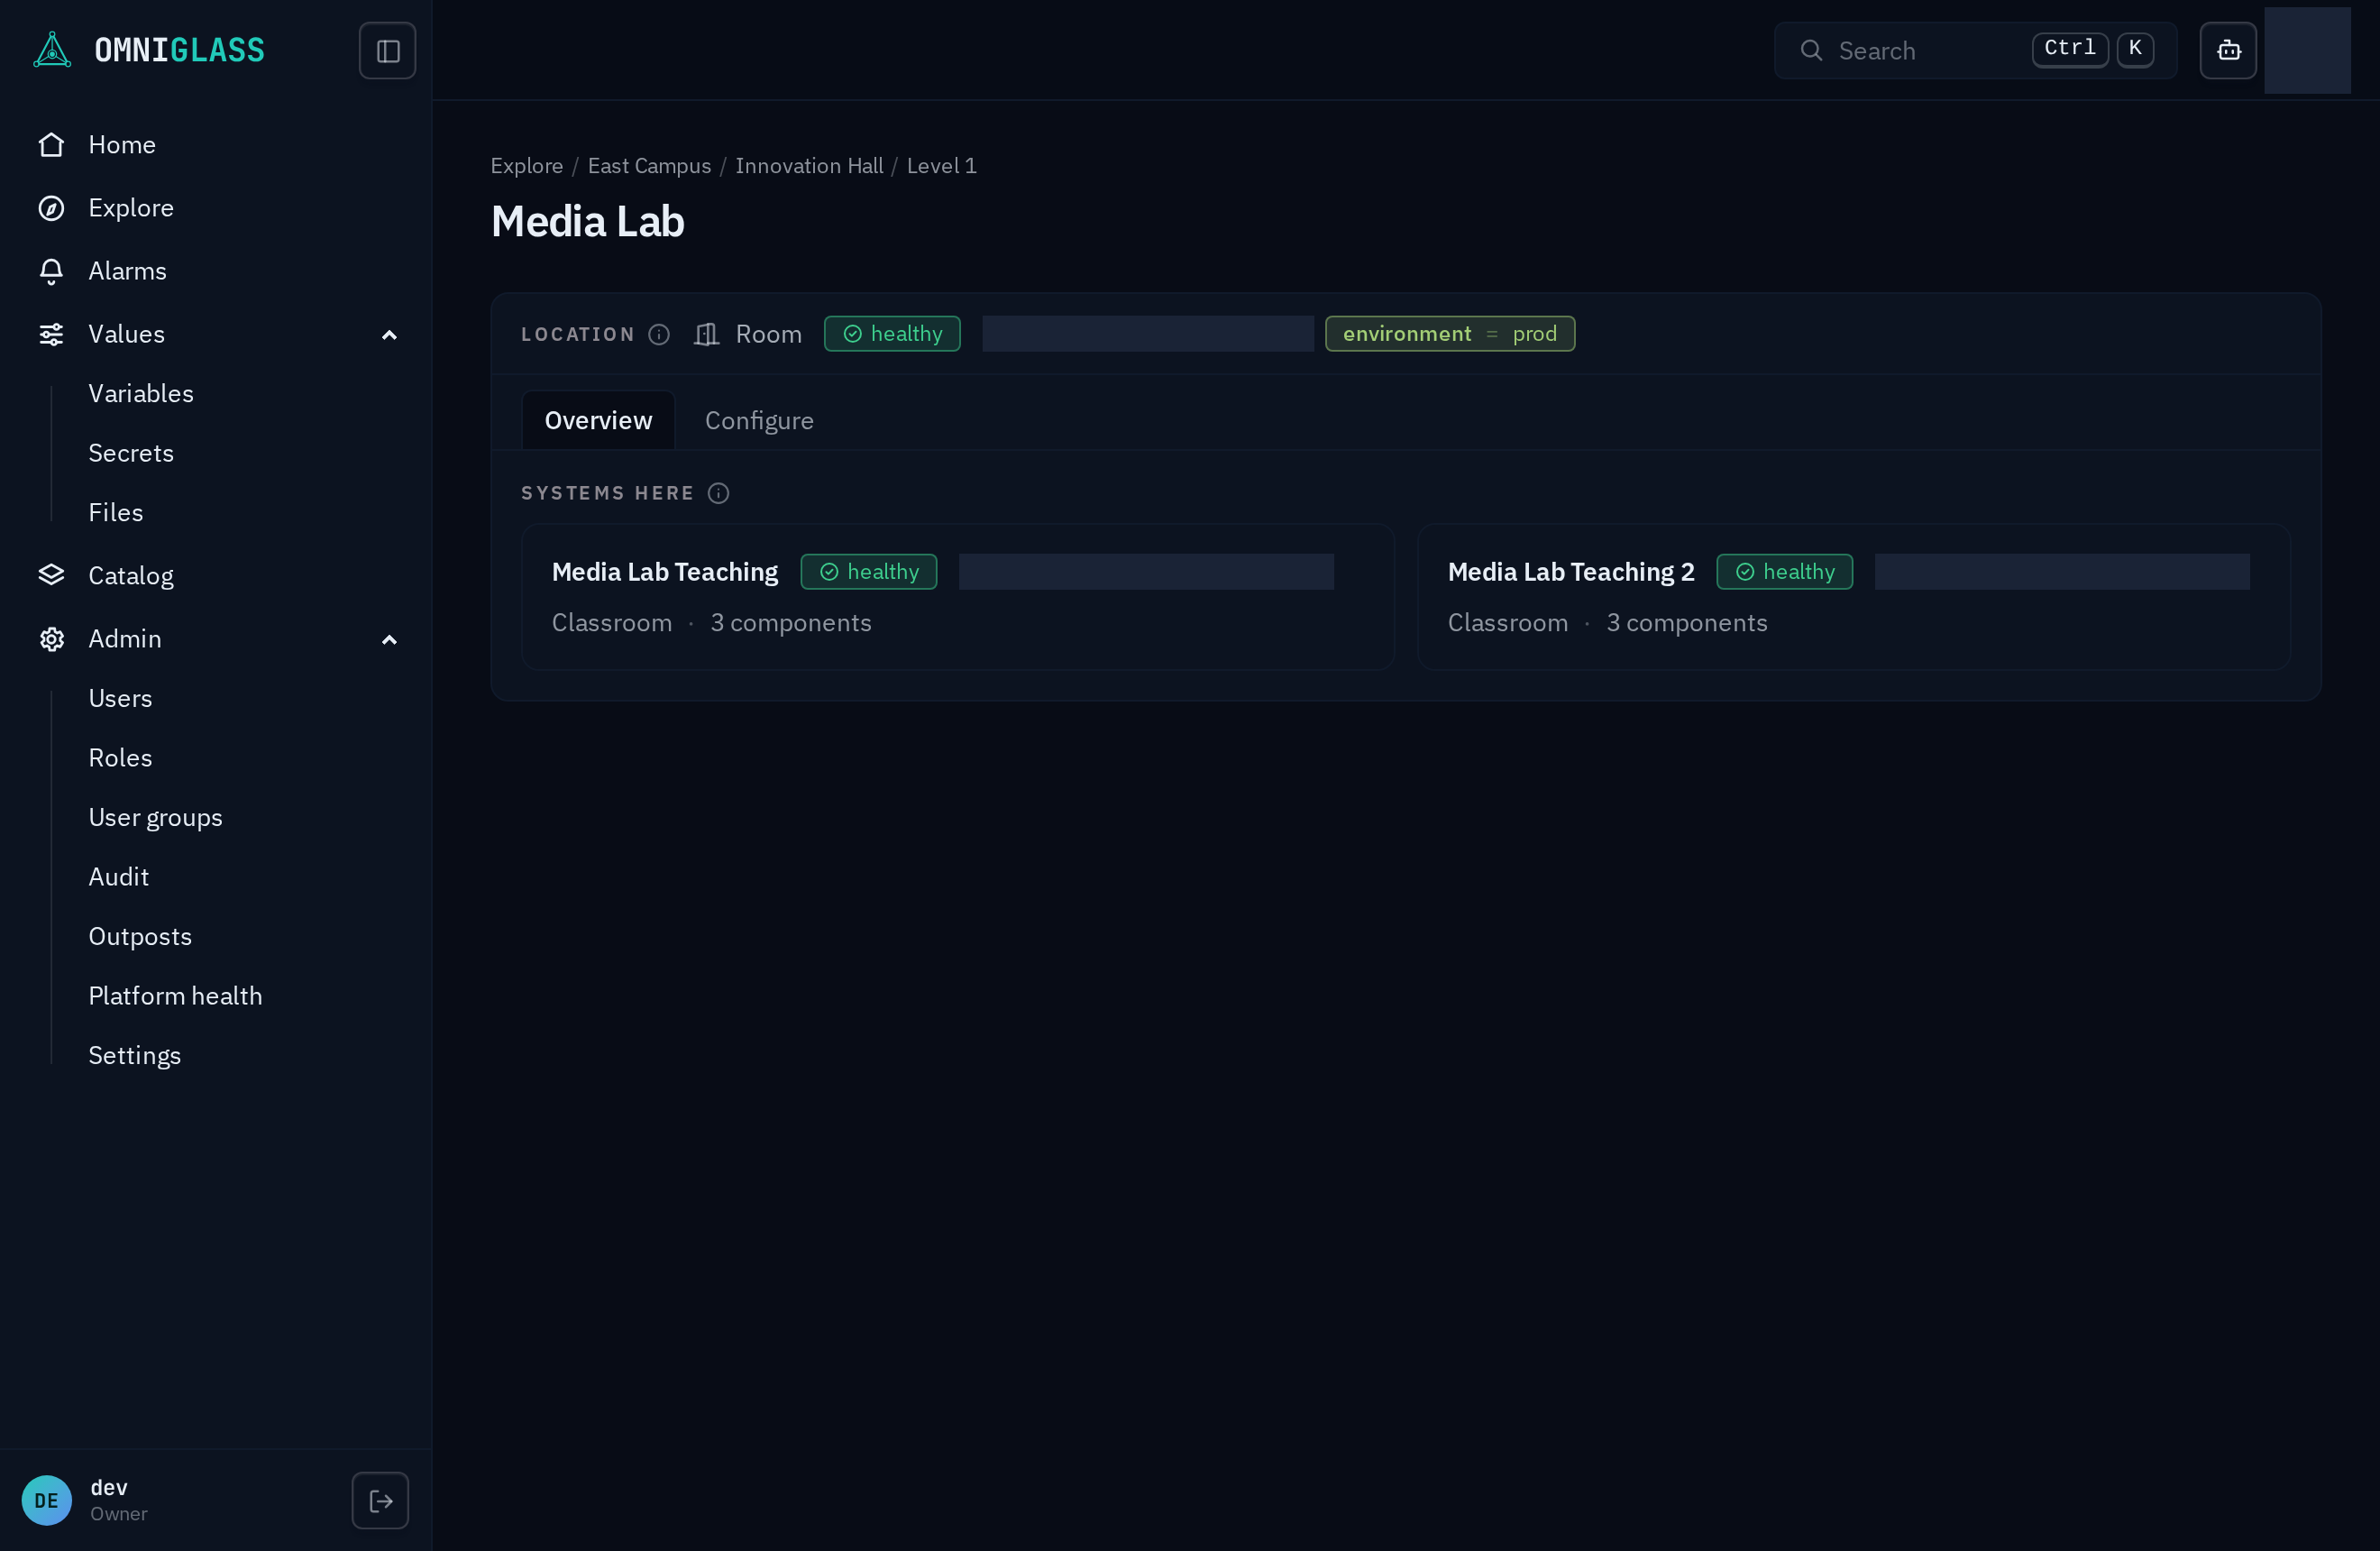 OMNIGLASS
Search Ctrl K
Home
Explore
Alarms
Values
Variables
Secrets
Files
Catalog
Admin
Users
Roles
User groups
Audit
Outposts
Platform health
Settings
DE dev
Owner
Explore / East Campus / Innovation Hall / Level 1
Media Lab
LOCATION Room healthy environment = prod
Overview Configure
SYSTEMS HERE
Media Lab Teaching healthy
Classroom · 3 components
Media Lab Teaching 2 healthy
Classroom · 3 components